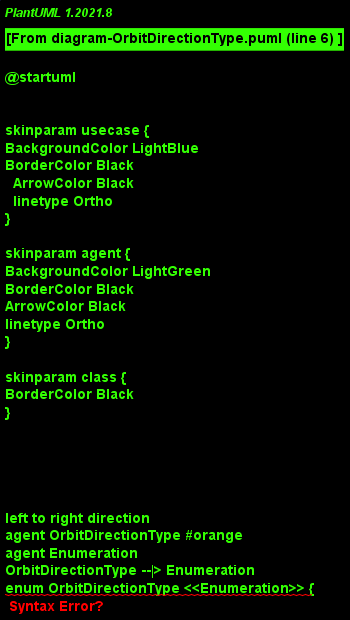 PlantUML 1.2021.8
[From diagram-OrbitDirectionType.puml (line 6) ]
@startuml
skinparam usecase {
BackgroundColor LightBlue
BorderColor Black
ArrowColor Black
linetype Ortho
}
skinparam agent {
BackgroundColor LightGreen
BorderColor Black
ArrowColor Black
linetype Ortho
}
skinparam class {
BorderColor Black
}
left to right direction
agent OrbitDirectionType #orange
agent Enumeration
OrbitDirectionType --|> Enumeration
enum OrbitDirectionType <<Enumeration>> {
Syntax Error?